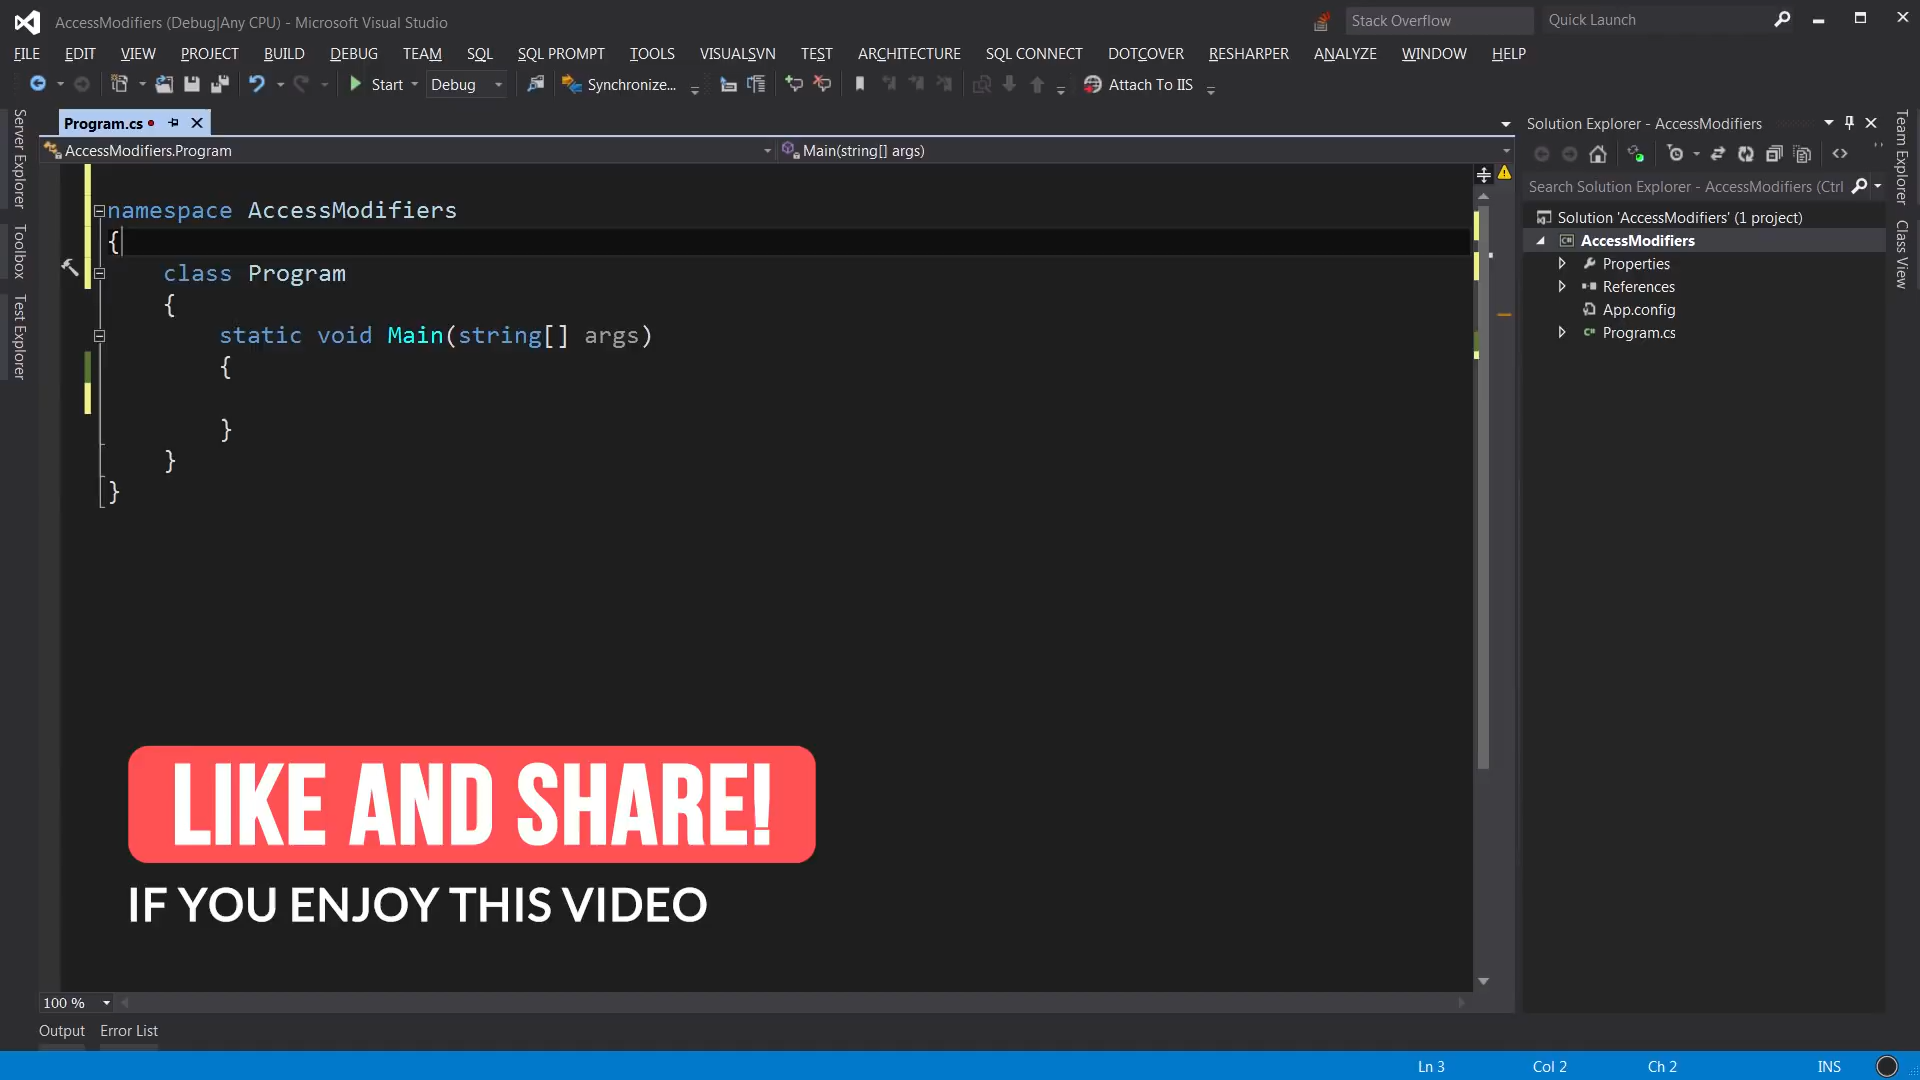 AccessModifiers (Debug|Any CPU) - Microsoft Visual Studio
Stack Overflow
Quick Launch
FILE EDIT VIEW PROJECT BUILD DEBUG TEAM SQL SQL PROMPT TOOLS VISUALSVN TEST ARCHITECTURE SQL CONNECT DOTCOVER RESHARPER ANALYZE WINDOW HELP
Start Debug Synchronize... Attach To IIS
Server Explorer
Toolbox
Test Explorer
Program.cs
AccessModifiers.Program
Main(string[] args)
namespace AccessModifiers
{
class Program
{
static void Main(string[] args)
{
}
}
}
LIKE AND SHARE!
IF YOU ENJOY THIS VIDEO
100 %
Output Error List
Solution Explorer - AccessModifiers
Search Solution Explorer - AccessModifiers (Ctrl
Solution 'AccessModifiers' (1 project)
AccessModifiers
Properties
References
App.config
Program.cs
Team Explorer
Class View
Ln 3 Col 2 Ch 2 INS